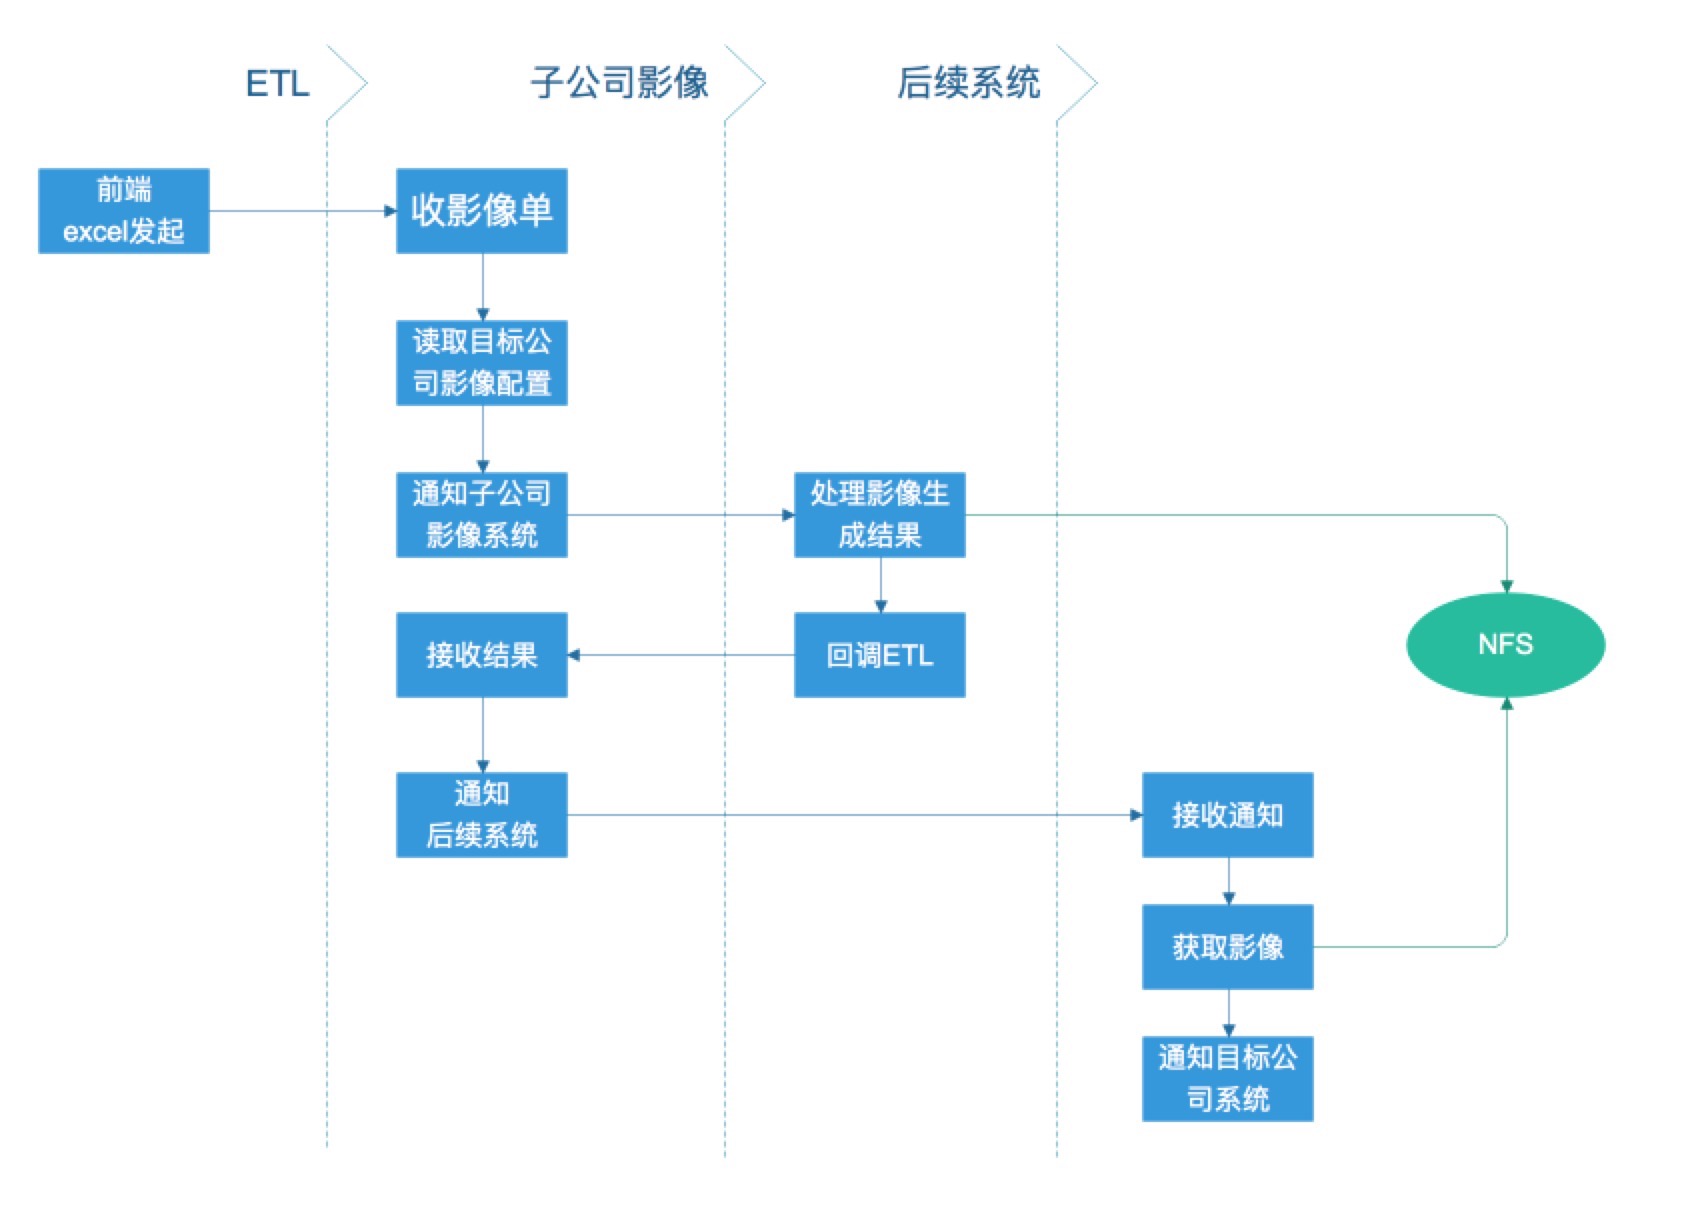 ETL
子公司影像
后续系统
前端
excel发起
收影像单
读取目标公
司影像配置
通知子公司
影像系统
处理影像生
成结果
接收结果
回调ETL
NFS
通知
后续系统
接收通知
获取影像
通知目标公
司系统